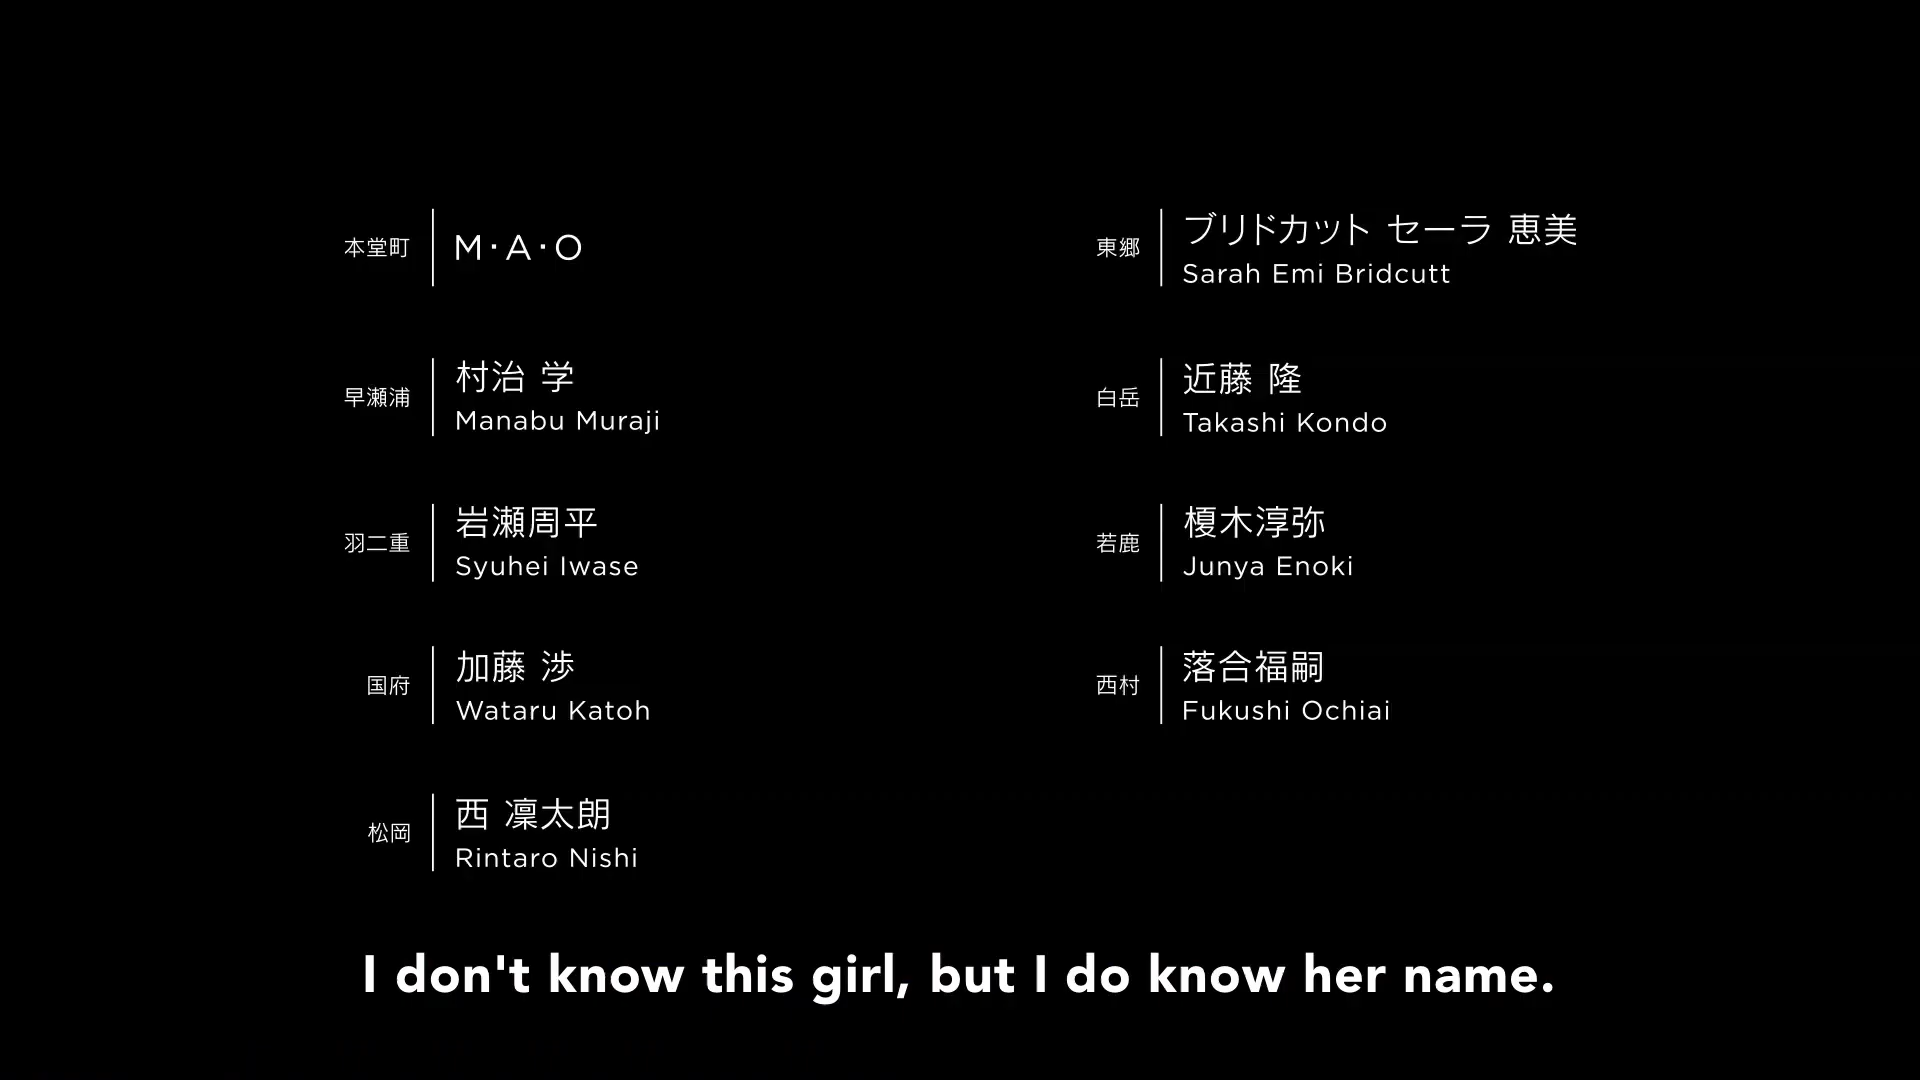 本堂町
M・A・O
東郷
ブリドカット セーラ 恵美
Sarah Emi Bridcutt
早瀬浦
村治 学
Manabu Muraji
白岳
近藤 隆
Takashi Kondo
羽二重
岩瀬周平
Syuhei Iwase
若鹿
榎木淳弥
Junya Enoki
国府
加藤 渉
Wataru Katoh
西村
落合福嗣
Fukushi Ochiai
松岡
西 凜太朗
Rintaro Nishi
I don't know this girl, but I do know her name.